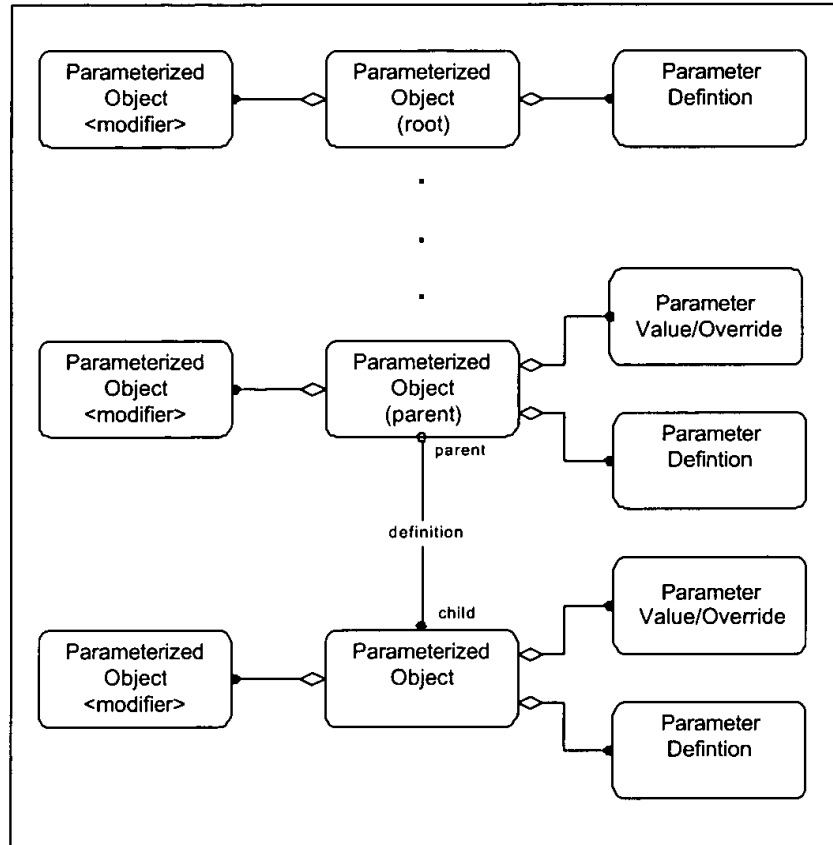 Parameterized
Object
<modifier>
Parameterized
Object
(root)
Parameter
Defintion
Parameter
Value/Override
Parameterized
Object
<modifier>
Parameterized
Object
(parent)
Parameter
Defintion
parent
definition
Parameter
Value/Override
child
Parameterized
Object
<modifier>
Parameterized
Object
Parameter
Defintion